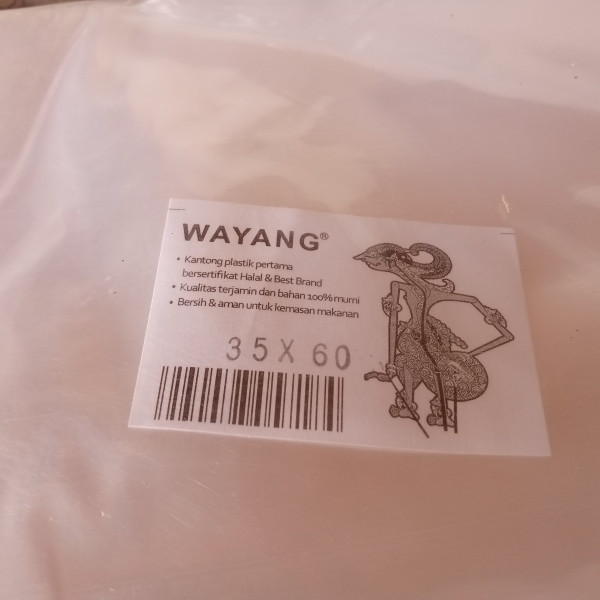 WAYANG®
• Kantong plastik pertama
bersertifikat Halal & Best Brand
• Kualitas terjamin dan bahan 100% murni
• Bersih & aman untuk kemasan makanan
35 X 60